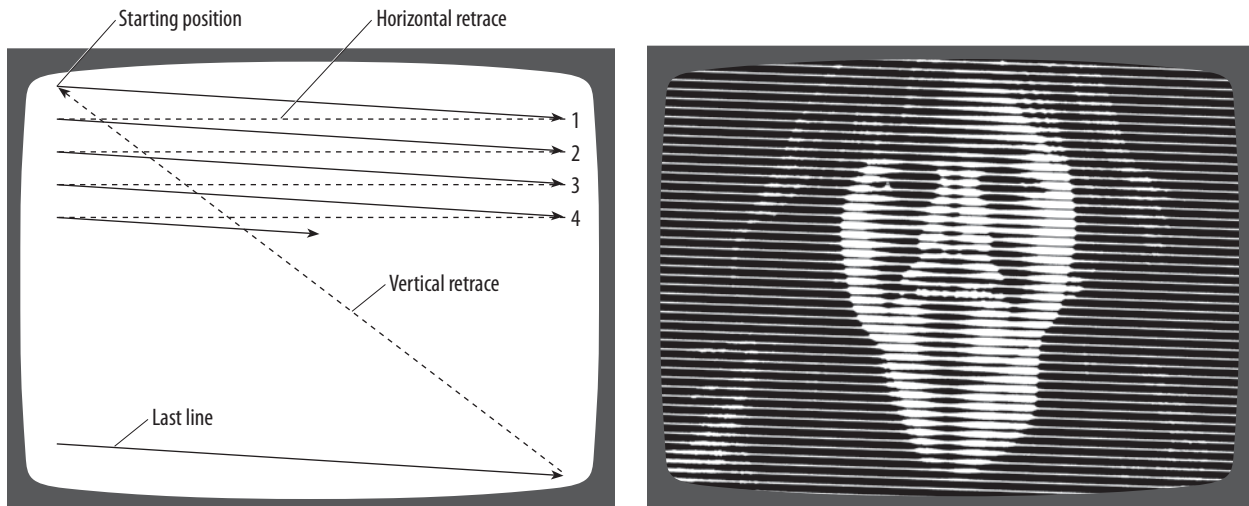 Starting position
Horizontal retrace
1
2
3
4
Vertical retrace
Last line